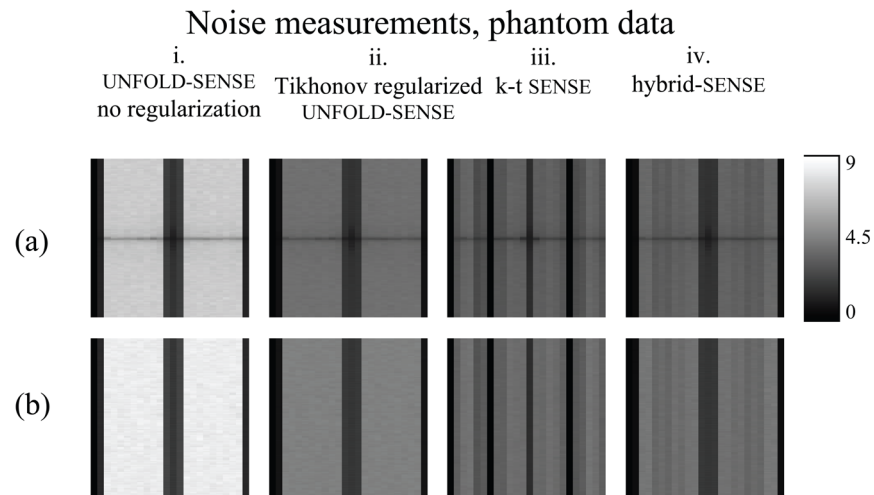 Noise measurements, phantom data
i.
UNFOLD-SENSE
no regularization
ii.
Tikhonov regularized
UNFOLD-SENSE
iii.
k-t SENSE
iv.
hybrid-SENSE
(a)
9
4.5
0
(b)